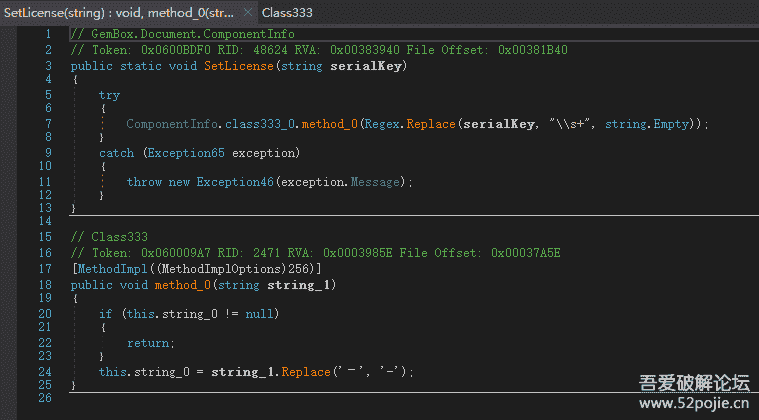 SetLicense(string) : void, method_0(str... × Class333
1 // GemBox.Document.ComponentInfo
2 // Token: 0x0600BDF0 RID: 48624 RVA: 0x00383940 File Offset: 0x00381B40
3 public static void SetLicense(string serialKey)
4 {
5 try
6 {
7 ComponentInfo.class333_0.method_0(Regex.Replace(serialKey, "\\s+", string.Empty));
8 }
9 catch (Exception65 exception)
10 {
11 throw new Exception46(exception.Message);
12 }
13 }
14
15 // Class333
16 // Token: 0x060009A7 RID: 2471 RVA: 0x0003985E File Offset: 0x00037A5E
17 [MethodImpl((MethodImplOptions)256)]
18 public void method_0(string string_1)
19 {
20 if (this.string_0 != null)
21 {
22 return;
23 }
24 this.string_0 = string_1.Replace('–', '-');
25 }
26
吾爱破解论坛
www.52pojie.cn